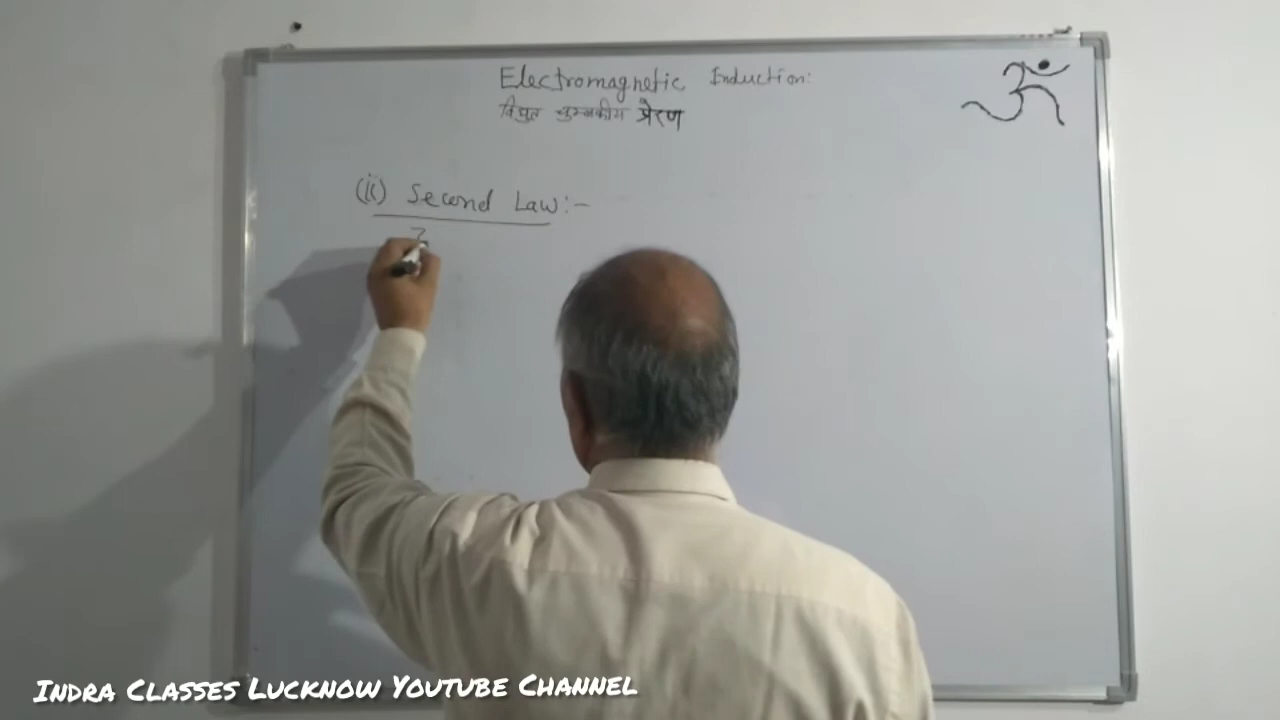 Electromagnetic Induction:
विद्युत चुम्बकीय प्रेरण
ॐ
(ii) Second Law:-
Indra Classes Lucknow Youtube Channel